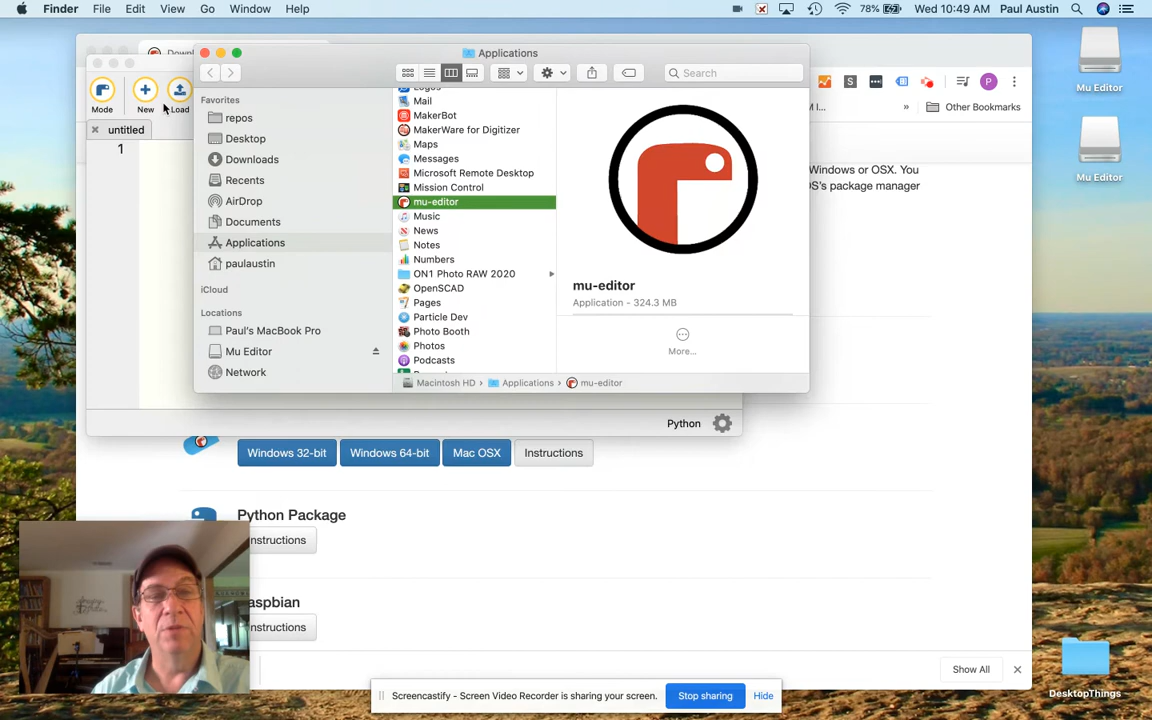 Finder File Edit View Go Window Help 78% Wed 10:49 AM Paul Austin
Applications
Mode New Load
Search
untitled
1
Favorites
repos
Desktop
Downloads
Recents
AirDrop
Documents
Applications
paulaustin
iCloud
Locations
Paul's MacBook Pro
Mu Editor
Network
Mail
MakerBot
MakerWare for Digitizer
Maps
Messages
Microsoft Remote Desktop
Mission Control
mu-editor
Music
News
Notes
Numbers
ON1 Photo RAW 2020
OpenSCAD
Pages
Particle Dev
Photo Booth
Photos
Podcasts
mu-editor
Application - 324.3 MB
More...
Macintosh HD › Applications › mu-editor
P
S
» Other Bookmarks
Windows or OSX. You
OS's package manager
Mu Editor
Mu Editor
Python
Windows 32-bit Windows 64-bit Mac OSX Instructions
Python Package
nstructions
aspbian
nstructions
Show All
DesktopThings
Screencastify - Screen Video Recorder is sharing your screen. Stop sharing Hide